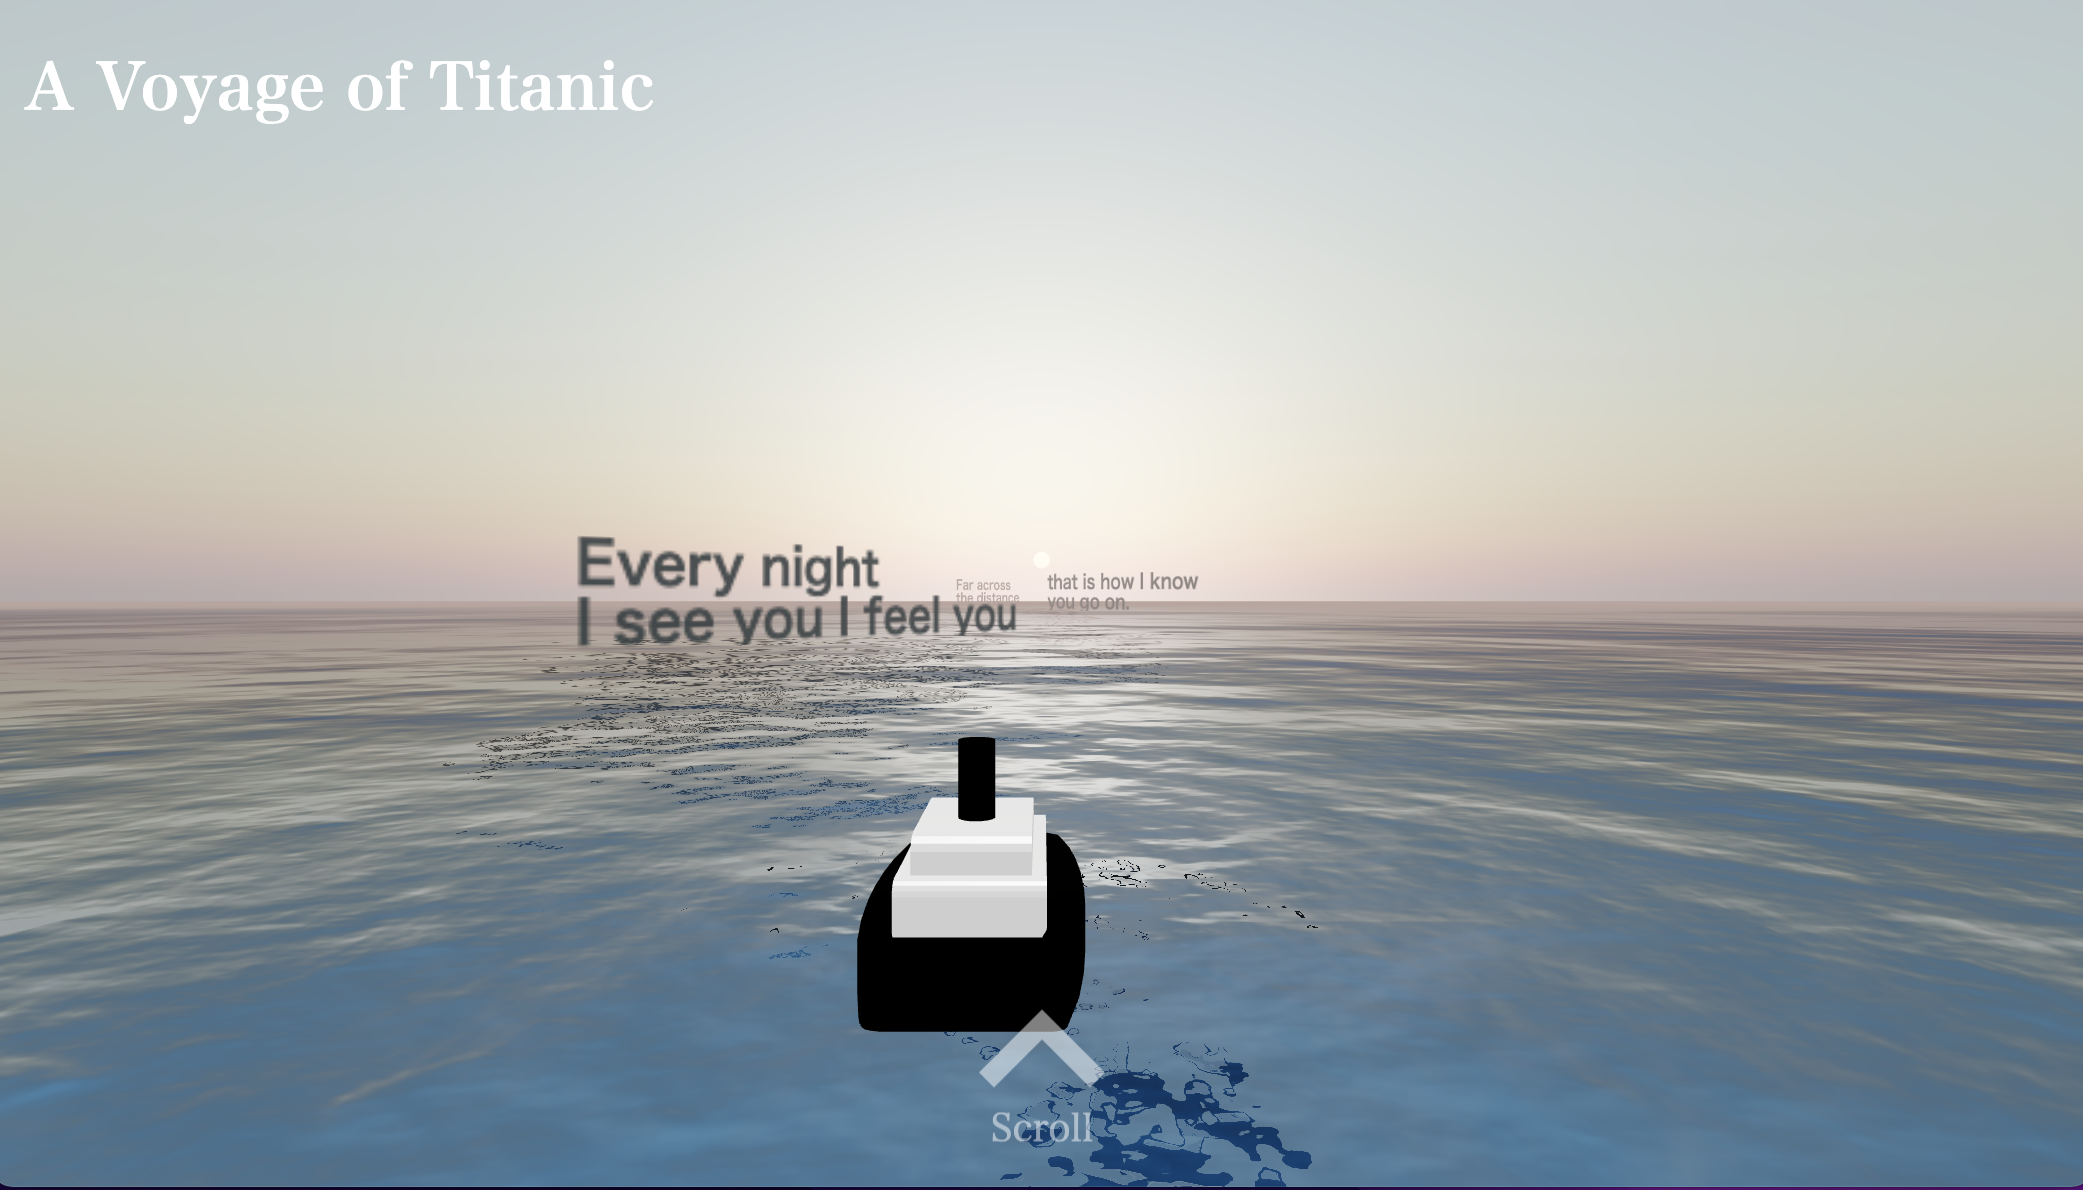 A Voyage of Titanic
Every night
I see you I feel you
Far across
the distance
that is how I know
you go on.
Scroll